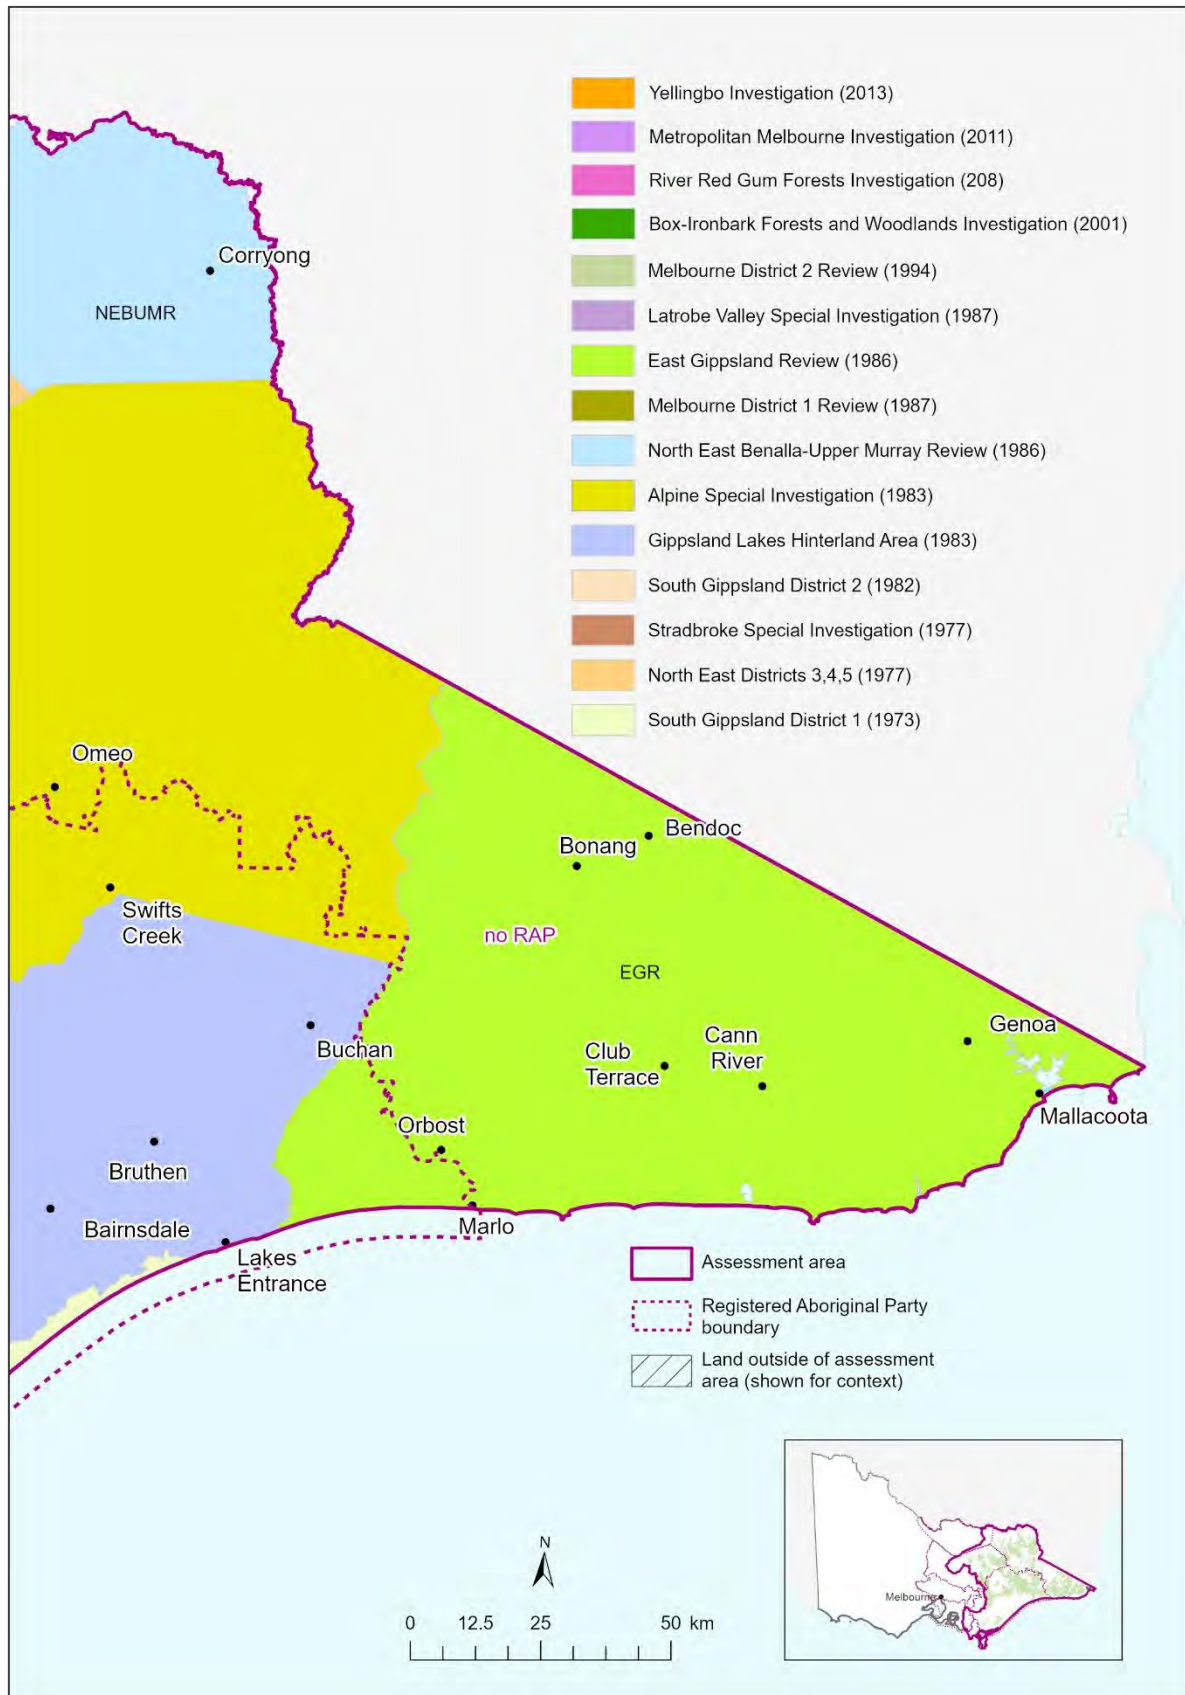 Yellingbo Investigation (2013)
Metropolitan Melbourne Investigation (2011)
River Red Gum Forests Investigation (208)
Box-Ironbark Forests and Woodlands Investigation (2001)
Melbourne District 2 Review (1994)
Latrobe Valley Special Investigation (1987)
East Gippsland Review (1986)
Melbourne District 1 Review (1987)
North East Benalla-Upper Murray Review (1986)
Alpine Special Investigation (1983)
Gippsland Lakes Hinterland Area (1983)
South Gippsland District 2 (1982)
Stradbroke Special Investigation (1977)
North East Districts 3,4,5 (1977)
South Gippsland District 1 (1973)
Corryong
NEBUMR
Omeo
Swifts
Creek
Bendoc
Bonang
no RAP
EGR
Genoa
Cann
River
Club
Terrace
Buchan
Mallacoota
Orbost
Bruthen
Bairnsdale
Marlo
Lakes
Entrance
Assessment area
Registered Aboriginal Party
boundary
Land outside of assessment
area (shown for context)
N
0 12.5 25 50 km
Melbourne